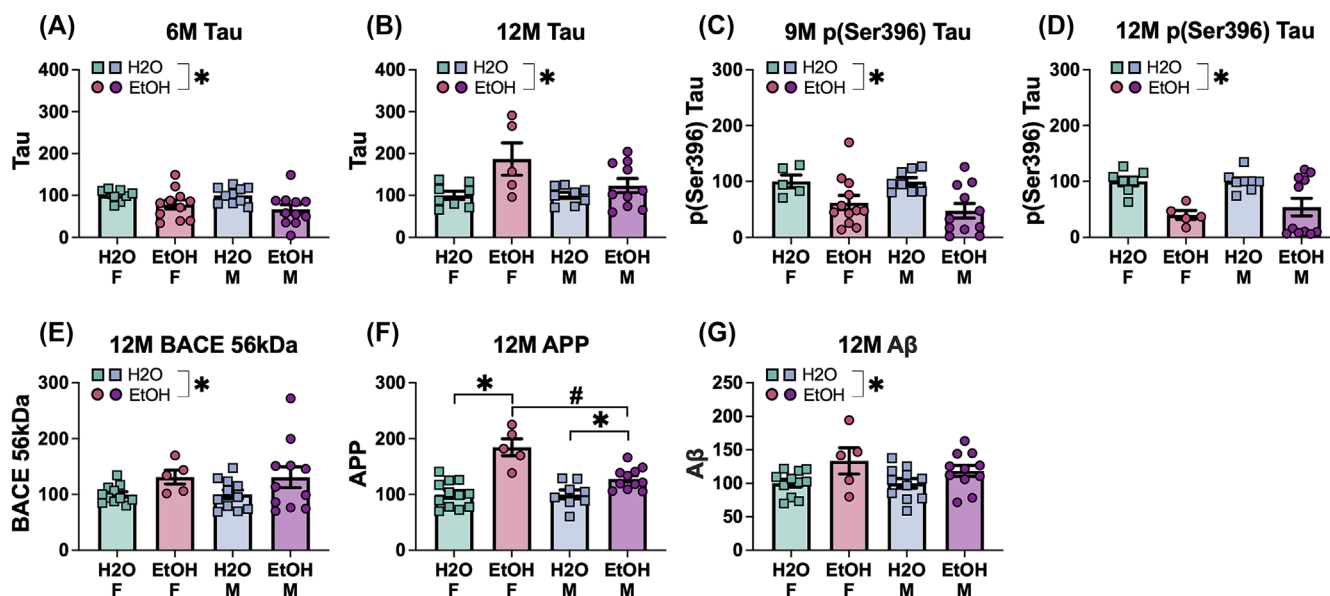 (A) 6M Tau
H2O
EtOH
*
Tau
400
300
200
100
0
H2O EtOH H2O EtOH
F F M M
(B) 12M Tau
H2O
EtOH
*
Tau
400
300
200
100
0
H2O EtOH H2O EtOH
F F M M
(C) 9M p(Ser396) Tau
H2O
EtOH
*
p(Ser396) Tau
300
200
100
0
H2O EtOH H2O EtOH
F F M M
(D) 12M p(Ser396) Tau
H2O
EtOH
*
p(Ser396) Tau
300
200
100
0
H2O EtOH H2O EtOH
F F M M
(E) 12M BACE 56kDa
H2O
EtOH
*
BACE 56kDa
300
200
100
0
H2O EtOH H2O EtOH
F F M M
(F) 12M APP
* # *
APP
300
200
100
0
H2O EtOH H2O EtOH
F F M M
(G) 12M Aβ
H2O
EtOH
*
Aβ
250
200
150
100
50
0
H2O EtOH H2O EtOH
F F M M